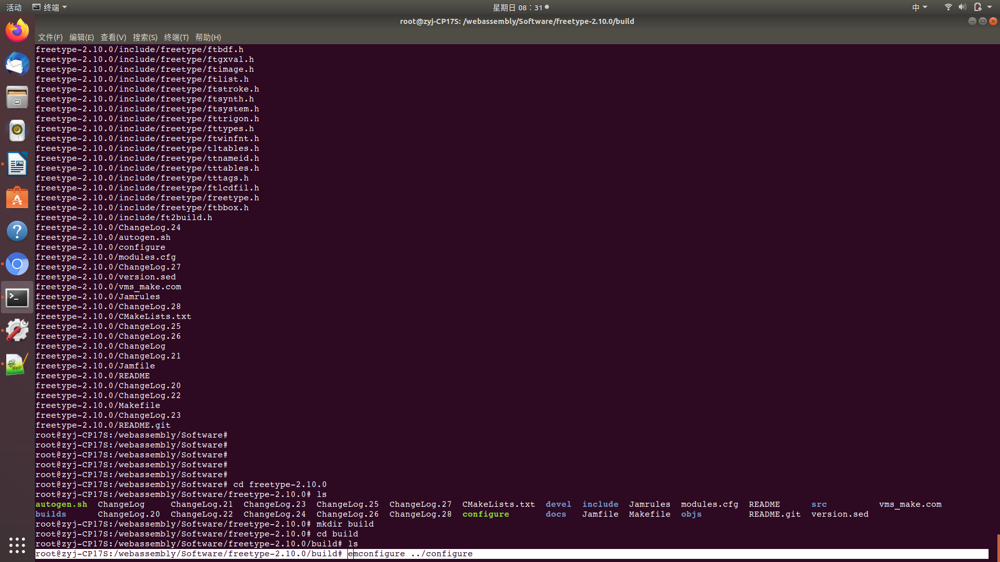 活动 终端 星期日 08：31 中
root@zyj-CP17S: /webassembly/Software/freetype-2.10.0/build
文件(F) 编辑(E) 查看(V) 搜索(S) 终端(T) 帮助(H)
freetype-2.10.0/include/freetype/ftbdf.h
freetype-2.10.0/include/freetype/ftgxval.h
freetype-2.10.0/include/freetype/ftimage.h
freetype-2.10.0/include/freetype/ftlist.h
freetype-2.10.0/include/freetype/ftstroke.h
freetype-2.10.0/include/freetype/ftsynth.h
freetype-2.10.0/include/freetype/ftsystem.h
freetype-2.10.0/include/freetype/fttrigon.h
freetype-2.10.0/include/freetype/fttypes.h
freetype-2.10.0/include/freetype/ftwinfnt.h
freetype-2.10.0/include/freetype/t1tables.h
freetype-2.10.0/include/freetype/ttnameid.h
freetype-2.10.0/include/freetype/tttables.h
freetype-2.10.0/include/freetype/tttags.h
freetype-2.10.0/include/freetype/ftlcdfil.h
freetype-2.10.0/include/freetype/freetype.h
freetype-2.10.0/include/freetype/ftbbox.h
freetype-2.10.0/include/ft2build.h
freetype-2.10.0/ChangeLog.24
freetype-2.10.0/autogen.sh
freetype-2.10.0/configure
freetype-2.10.0/modules.cfg
freetype-2.10.0/ChangeLog.27
freetype-2.10.0/version.sed
freetype-2.10.0/vms_make.com
freetype-2.10.0/Jamrules
freetype-2.10.0/ChangeLog.28
freetype-2.10.0/CMakeLists.txt
freetype-2.10.0/ChangeLog.25
freetype-2.10.0/ChangeLog.26
freetype-2.10.0/ChangeLog
freetype-2.10.0/ChangeLog.21
freetype-2.10.0/Jamfile
freetype-2.10.0/README
freetype-2.10.0/ChangeLog.20
freetype-2.10.0/ChangeLog.22
freetype-2.10.0/Makefile
freetype-2.10.0/ChangeLog.23
freetype-2.10.0/README.git
root@zyj-CP17S:/webassembly/Software#
root@zyj-CP17S:/webassembly/Software#
root@zyj-CP17S:/webassembly/Software#
root@zyj-CP17S:/webassembly/Software#
root@zyj-CP17S:/webassembly/Software#
root@zyj-CP17S:/webassembly/Software# cd freetype-2.10.0
root@zyj-CP17S:/webassembly/Software/freetype-2.10.0# ls
autogen.sh ChangeLog ChangeLog.21 ChangeLog.23 ChangeLog.25 ChangeLog.27 CMakeLists.txt devel include Jamrules modules.cfg README src vms_make.com
builds ChangeLog.20 ChangeLog.22 ChangeLog.24 ChangeLog.26 ChangeLog.28 configure docs Jamfile Makefile objs README.git version.sed
root@zyj-CP17S:/webassembly/Software/freetype-2.10.0# mkdir build
root@zyj-CP17S:/webassembly/Software/freetype-2.10.0# cd build
root@zyj-CP17S:/webassembly/Software/freetype-2.10.0/build# ls
root@zyj-CP17S:/webassembly/Software/freetype-2.10.0/build# emconfigure ../configure